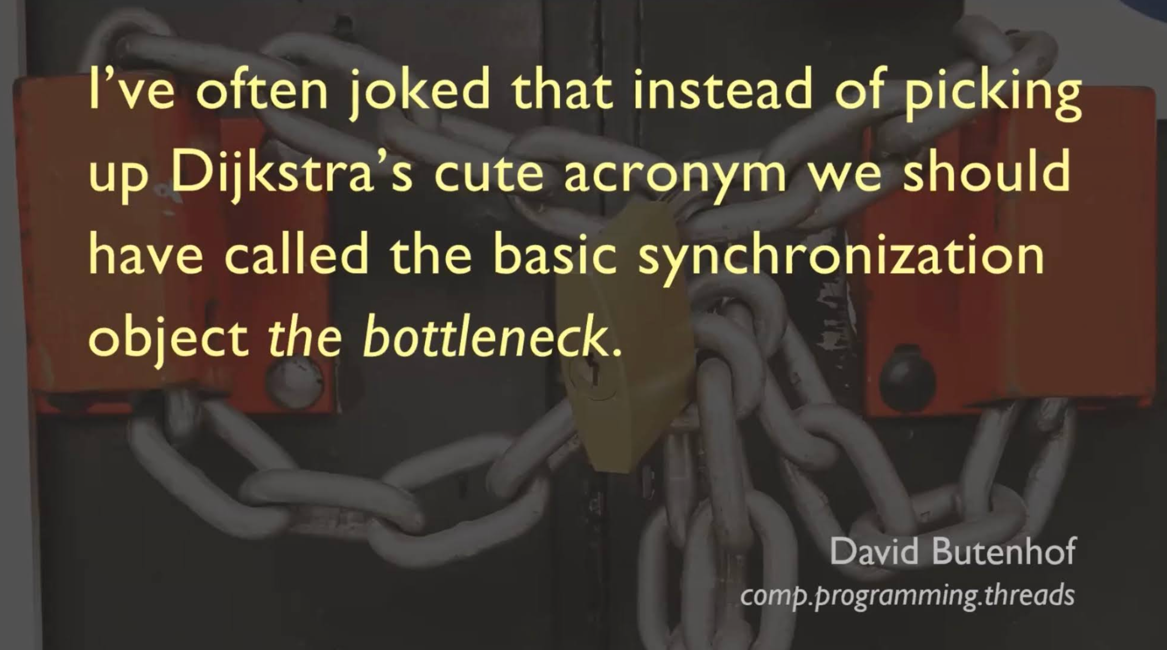 I’ve often joked that instead of picking
up Dijkstra’s cute acronym we should
have called the basic synchronization
object the bottleneck.
David Butenhof
comp.programming.threads